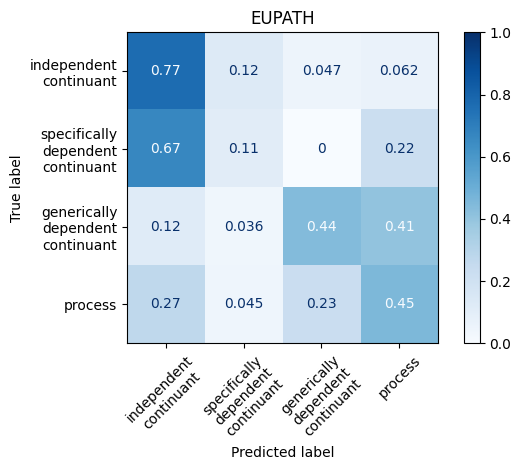 EUPATH
True label
independent
continuant
0.77
0.12
0.047
0.062
specifically
dependent
continuant
0.67
0.11
0
0.22
generically
dependent
continuant
0.12
0.036
0.44
0.41
process
0.27
0.045
0.23
0.45
independent
continuant
specifically
dependent
continuant
generically
dependent
continuant
process
Predicted label
1.0
0.8
0.6
0.4
0.2
0.0